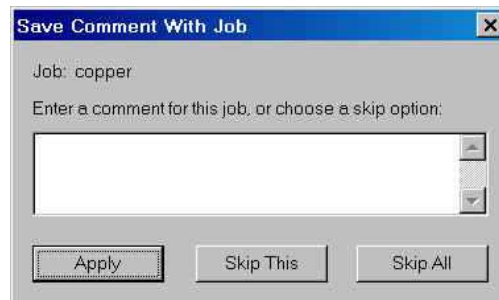 Save Comment With Job
Job: copper
Enter a comment for this job, or choose a skip option:
Apply Skip This Skip All